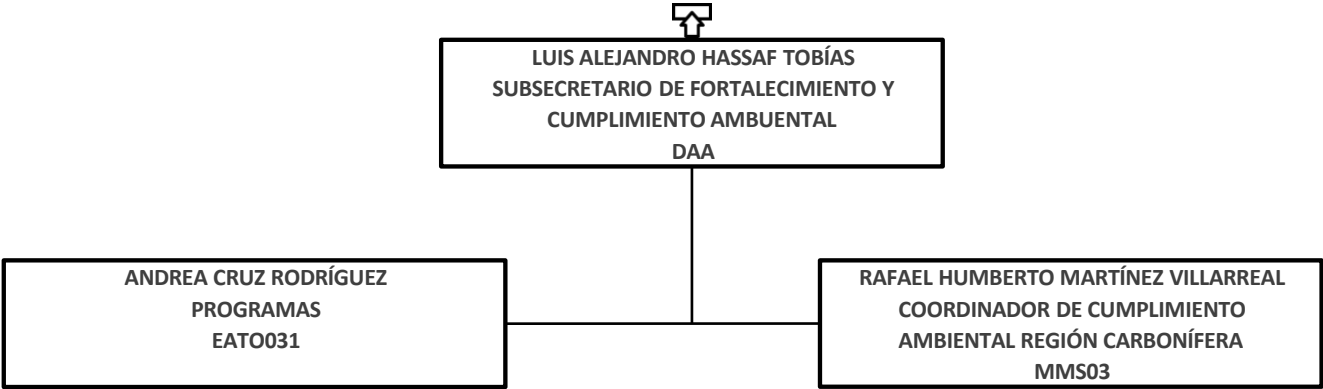 LUIS ALEJANDRO HASSAF TOBÍAS
SUBSECRETARIO DE FORTALECIMIENTO Y
CUMPLIMIENTO AMBUENTAL
DAA
ANDREA CRUZ RODRÍGUEZ
PROGRAMAS
EATO031
RAFAEL HUMBERTO MARTÍNEZ VILLARREAL
COORDINADOR DE CUMPLIMIENTO
AMBIENTAL REGIÓN CARBONÍFERA
MMS03